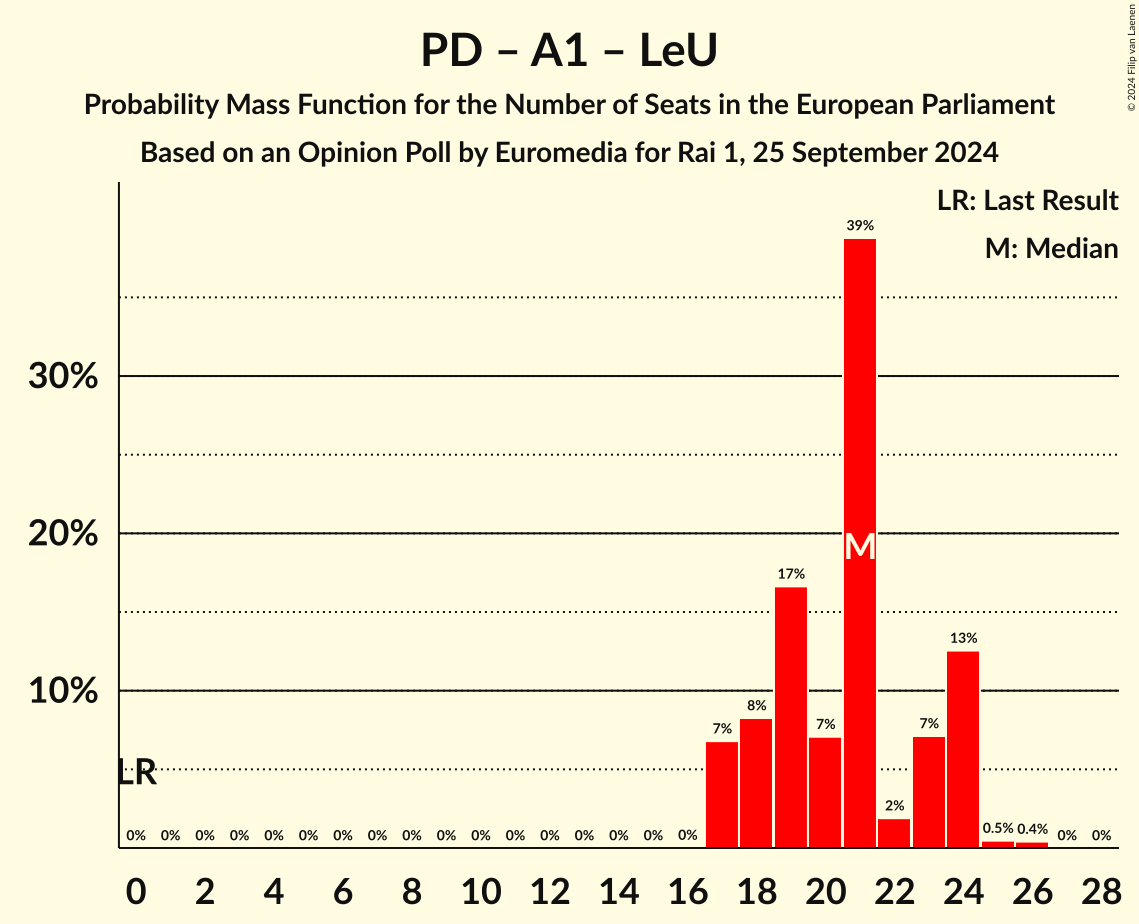 PD – A1 – LeU
Probability Mass Function for the Number of Seats in the European Parliament
Based on an Opinion Poll by Euromedia for Rai 1, 25 September 2024
© 2024 Filip van Laenen
LR: Last Result
M: Median
39%
30%
20%
M
17%
13%
10%
7% 8% 7% 7%
LR
2%
0% 0% 0% 0% 0% 0% 0% 0% 0% 0% 0% 0% 0% 0% 0% 0% 0% 0.5% 0.4% 0% 0%
0 2 4 6 8 10 12 14 16 18 20 22 24 26 28